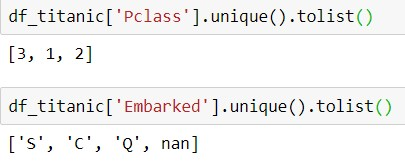 df_titanic['Pclass'].unique().tolist()
[3, 1, 2]
df_titanic['Embarked'].unique().tolist()
['S', 'C', 'Q', nan]